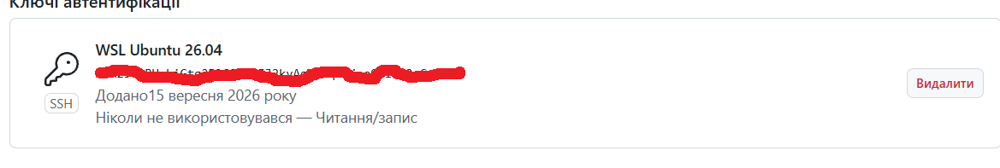 Ключі автентифікації
WSL Ubuntu 26.04
Додано15 вересня 2026 року
SSH
Ніколи не використовувався — Читання/запис
Видалити